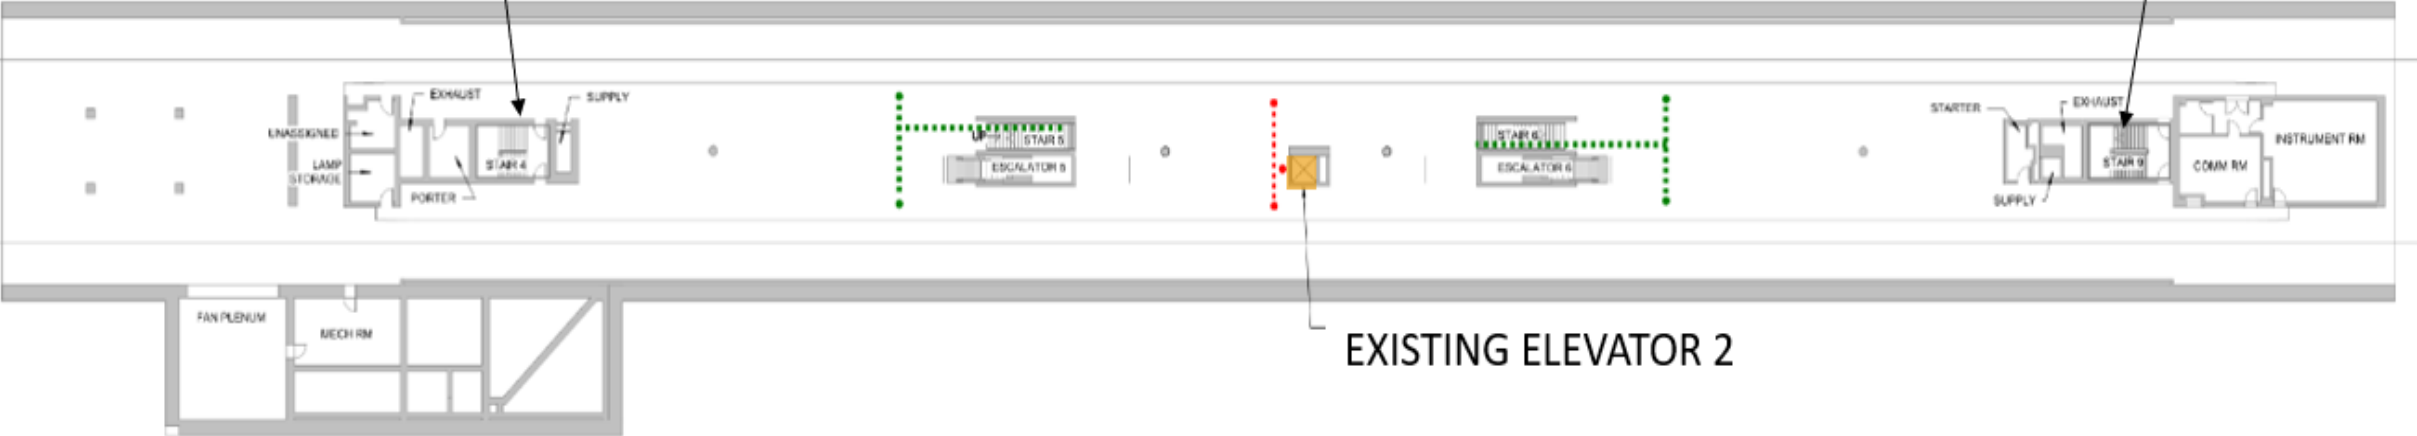 EXHAUST
SUPPLY
UNASSIGNED
LAMP
STORAGE
STAIR 4
PORTER
UP
STAIR 5
ESCALATOR 5
STAIR 6
ESCALATOR 6
STARTER
EXHAUST
STAIR 9
SUPPLY
COMM RM
INSTRUMENT RM
FAN PLENUM
MECH RM
EXISTING ELEVATOR 2